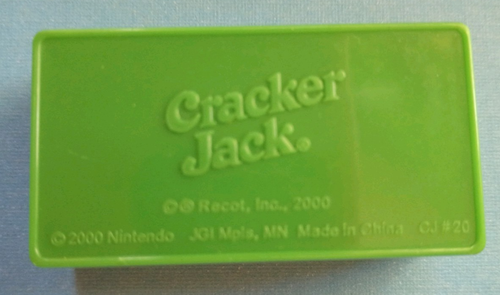 Cracker
Jack.
©® Recot, Inc., 2000
© 2000 Nintendo JGI Mpls, MN Made in China CJ #20